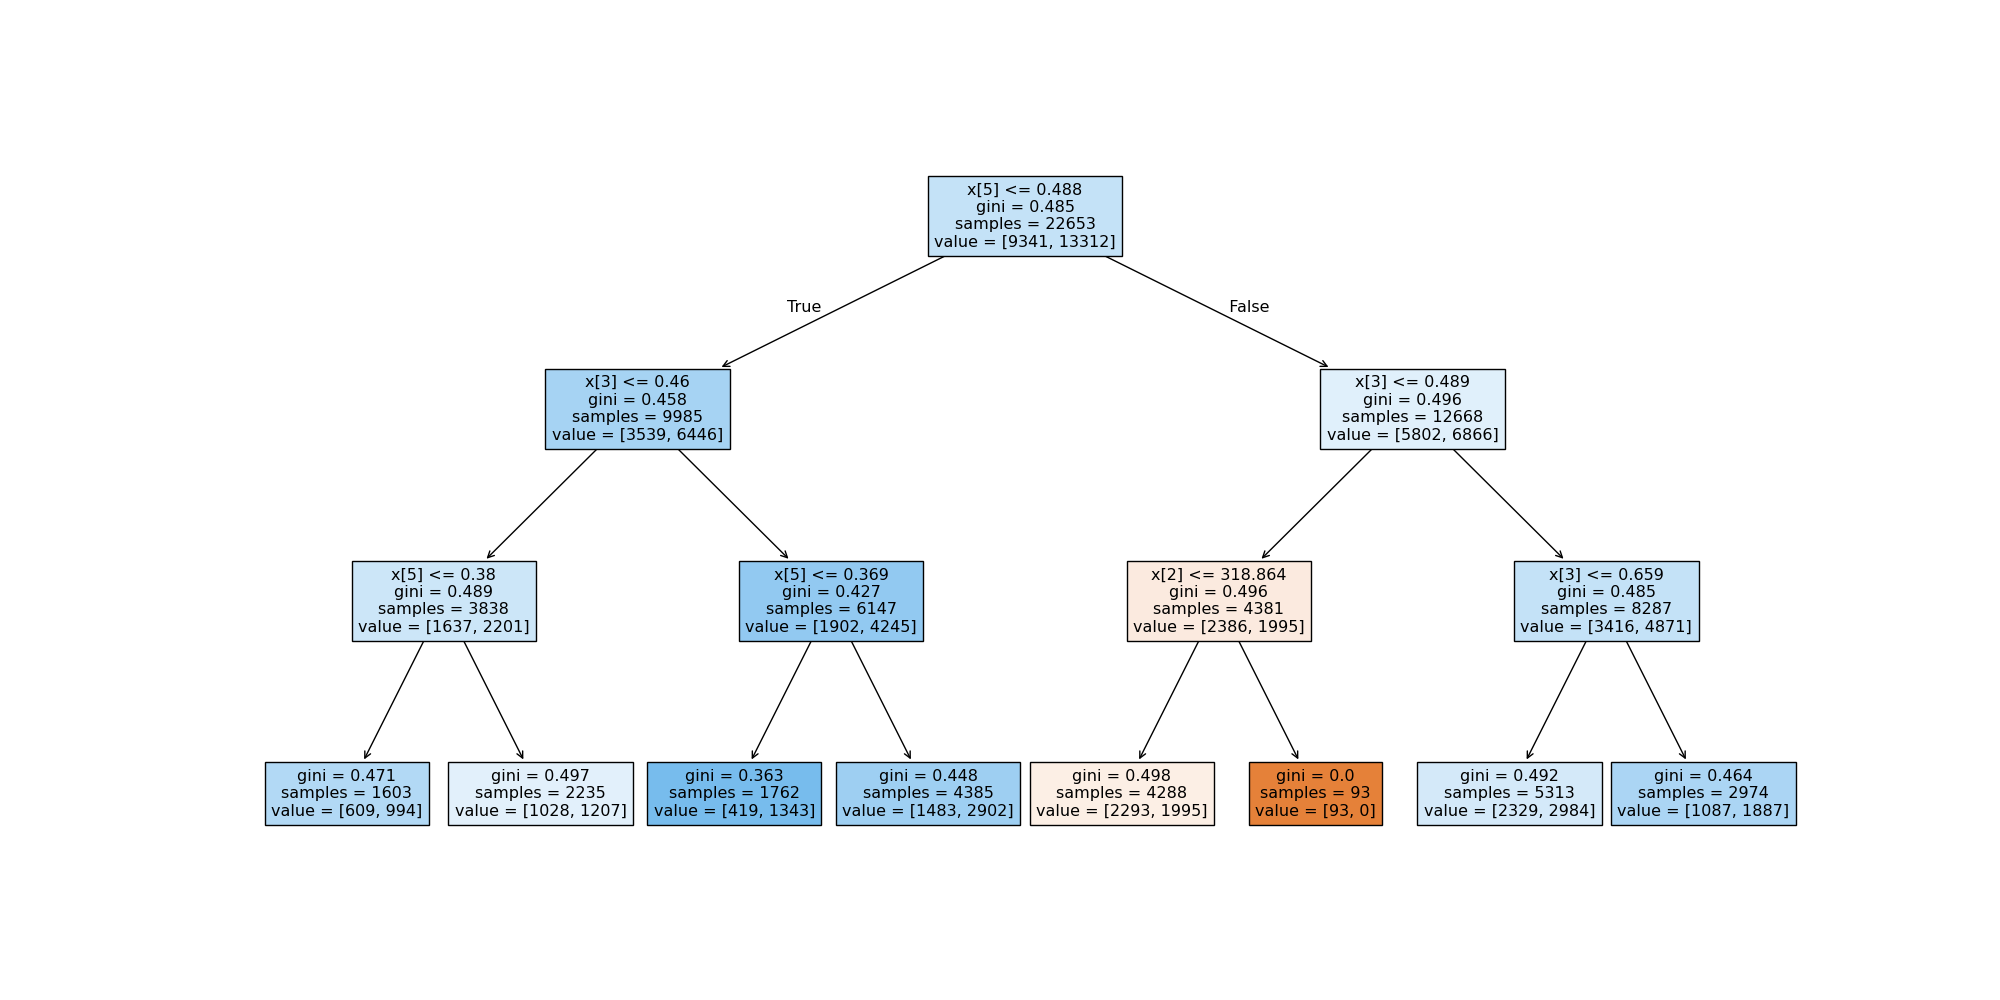 x[5] <= 0.488
gini = 0.485
samples = 22653
value = [9341, 13312]
True
False
x[3] <= 0.46
gini = 0.458
samples = 9985
value = [3539, 6446]
x[3] <= 0.489
gini = 0.496
samples = 12668
value = [5802, 6866]
x[5] <= 0.38
gini = 0.489
samples = 3838
value = [1637, 2201]
x[5] <= 0.369
gini = 0.427
samples = 6147
value = [1902, 4245]
x[2] <= 318.864
gini = 0.496
samples = 4381
value = [2386, 1995]
x[3] <= 0.659
gini = 0.485
samples = 8287
value = [3416, 4871]
gini = 0.471
samples = 1603
value = [609, 994]
gini = 0.497
samples = 2235
value = [1028, 1207]
gini = 0.363
samples = 1762
value = [419, 1343]
gini = 0.448
samples = 4385
value = [1483, 2902]
gini = 0.498
samples = 4288
value = [2293, 1995]
gini = 0.0
samples = 93
value = [93, 0]
gini = 0.492
samples = 5313
value = [2329, 2984]
gini = 0.464
samples = 2974
value = [1087, 1887]